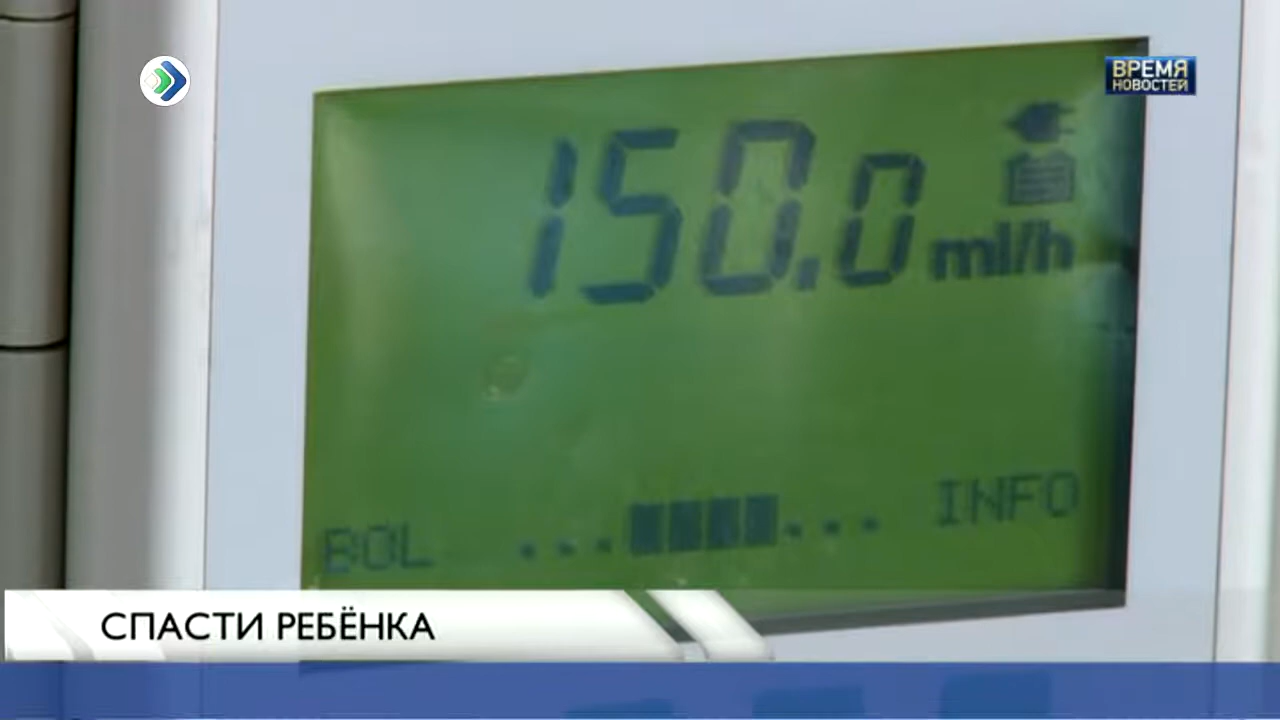 ВРЕМЯ
НОВОСТЕЙ
150.0 ml/h
BOL
INFO
СПАСТИ РЕБЁНКА